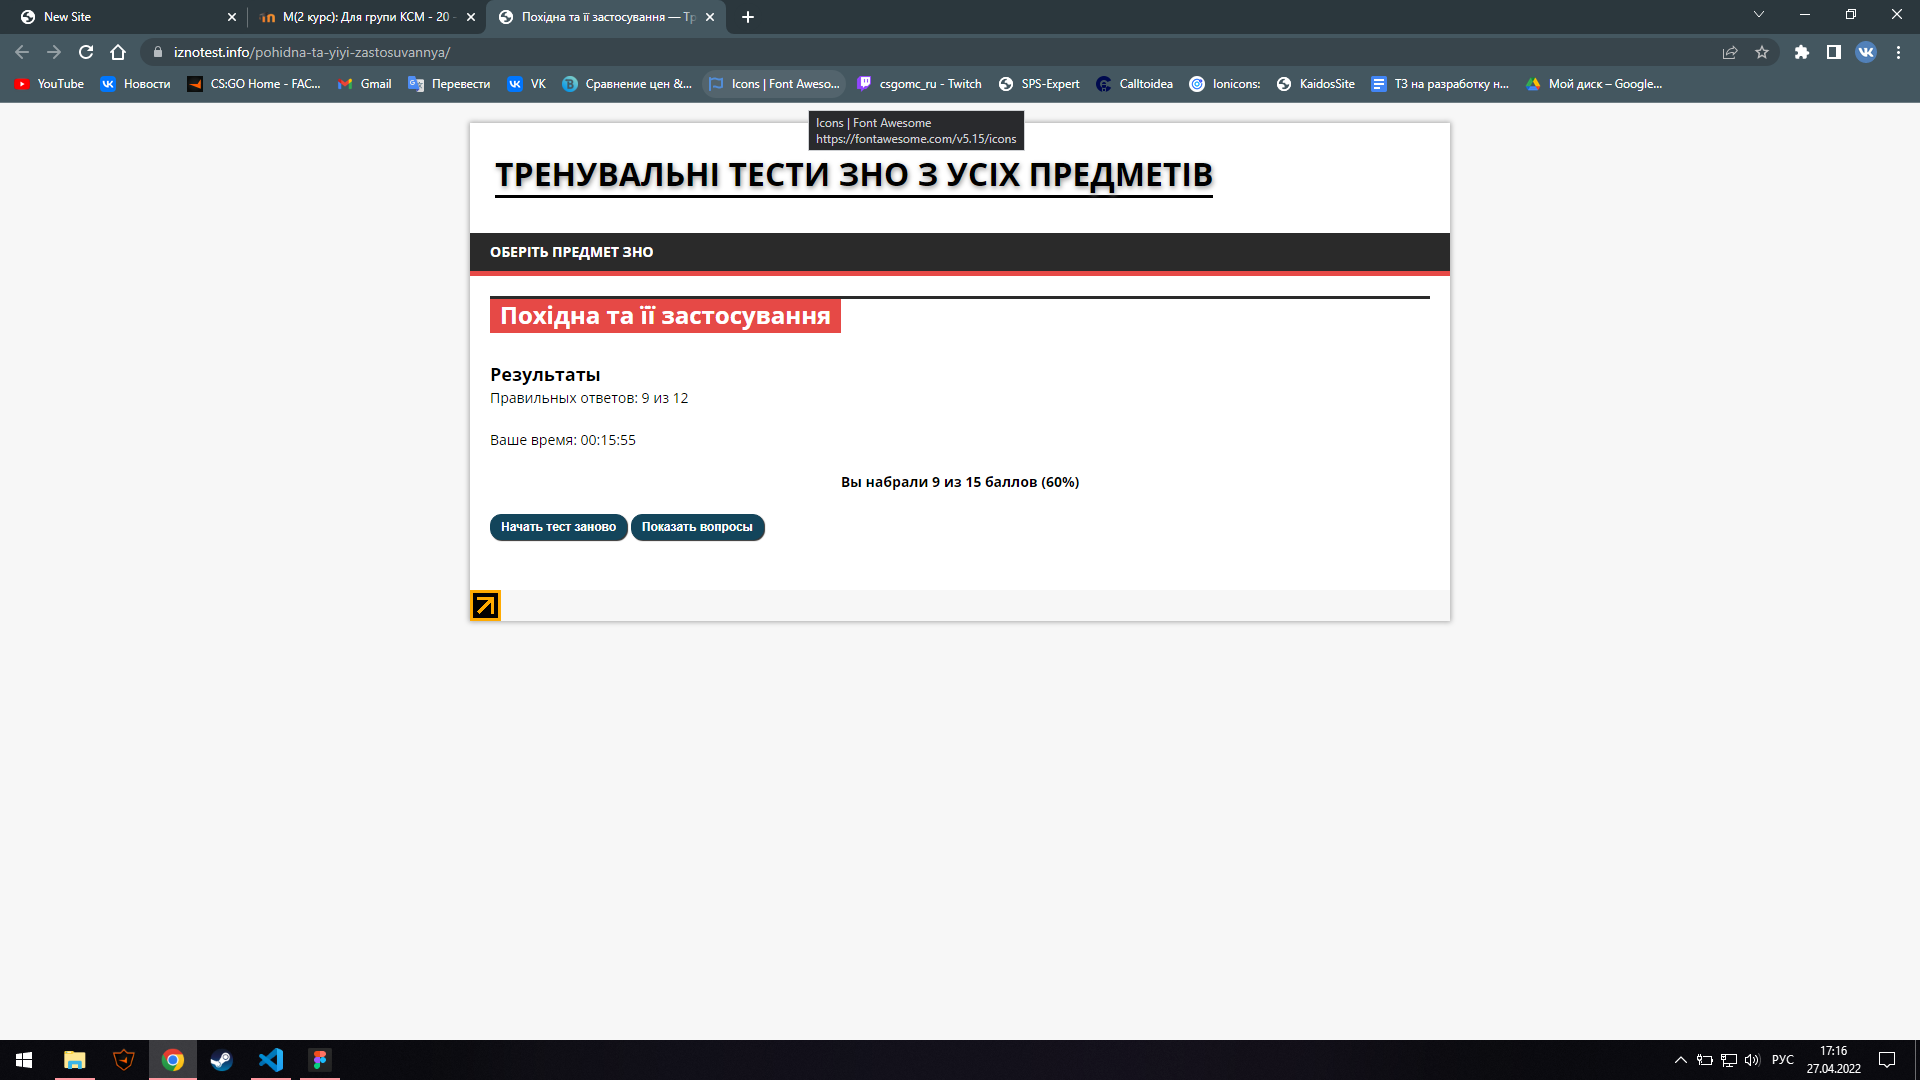 New Site
М(2 курс): Для групи КСМ - 20
Похідна та її застосування — Тр
iznotest.info/pohidna-ta-yiyi-zastosuvannya/
YouTube
Новости
CS:GO Home - FAC...
Gmail
Перевести
VK
Сравнение цен &...
Icons | Font Aweso...
csgomc_ru - Twitch
SPS-Expert
Calltoidea
Ionicons:
KaidosSite
ТЗ на разработку н...
Мой диск – Google...
Icons | Font Awesome
https://fontawesome.com/v5.15/icons
ТРЕНУВАЛЬНІ ТЕСТИ ЗНО З УСІХ ПРЕДМЕТІВ
ОБЕРІТЬ ПРЕДМЕТ ЗНО
Похідна та її застосування
Результаты
Правильных ответов: 9 из 12
Ваше время: 00:15:55
Вы набрали 9 из 15 баллов (60%)
Начать тест заново
Показать вопросы
РУС
17:16
27.04.2022